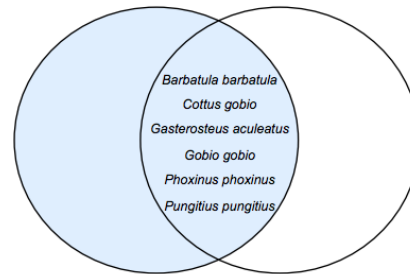 Barbatula barbatula
Cottus gobio
Gasterosteus aculeatus
Gobio gobio
Phoxinus phoxinus
Pungitius pungitius